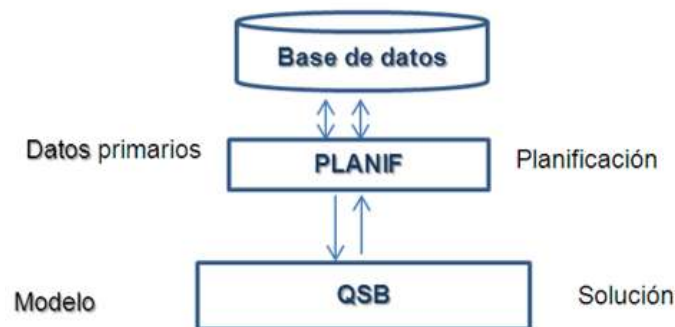 Base de datos
Datos primarios
PLANIF
Planificación
Modelo
QSB
Solución